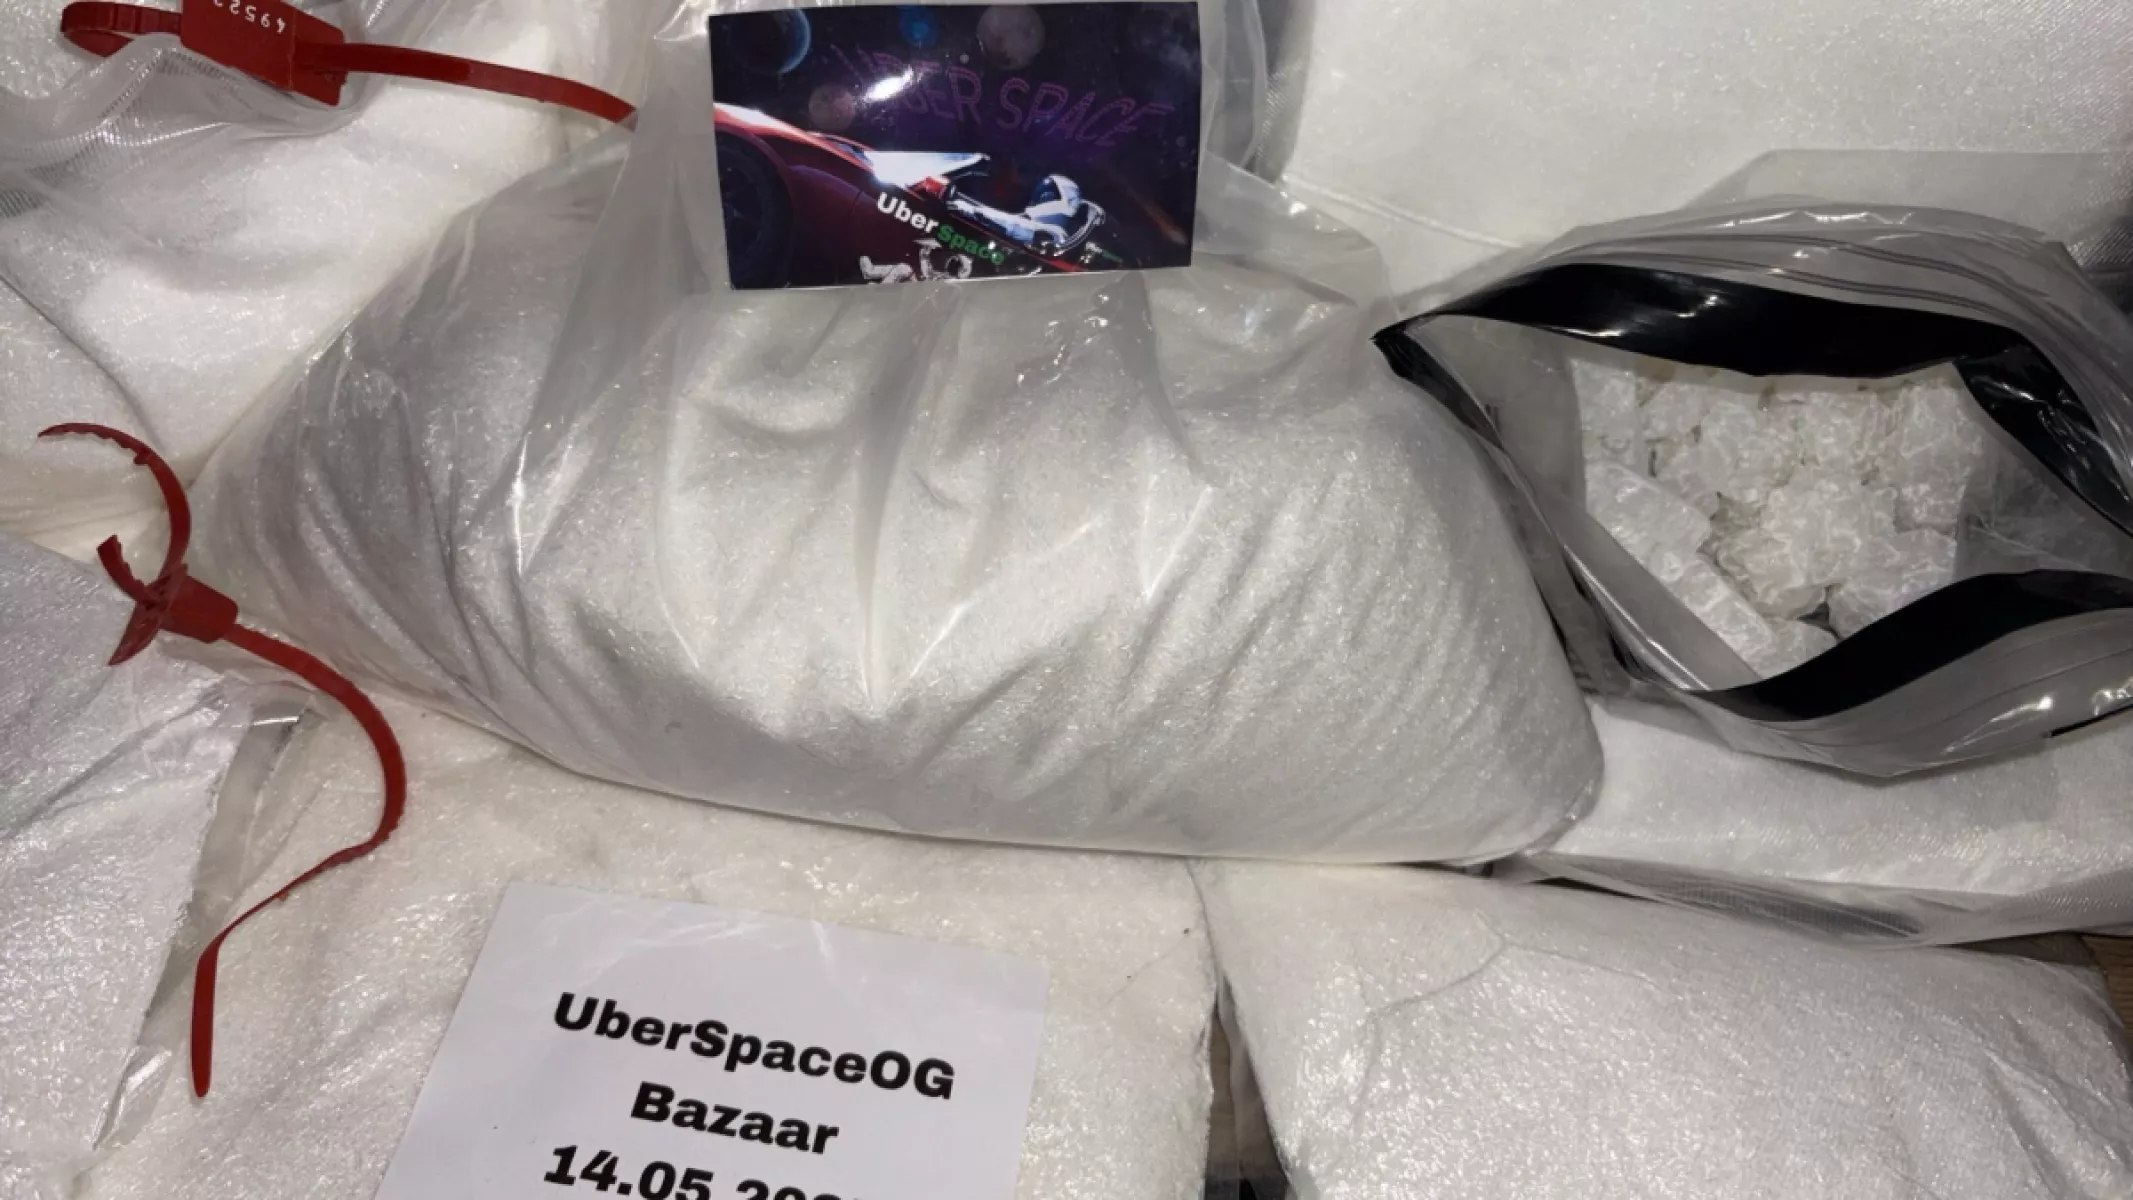 UBER SPACE
UberSpace
UberSpaceOG
Bazaar
14.05